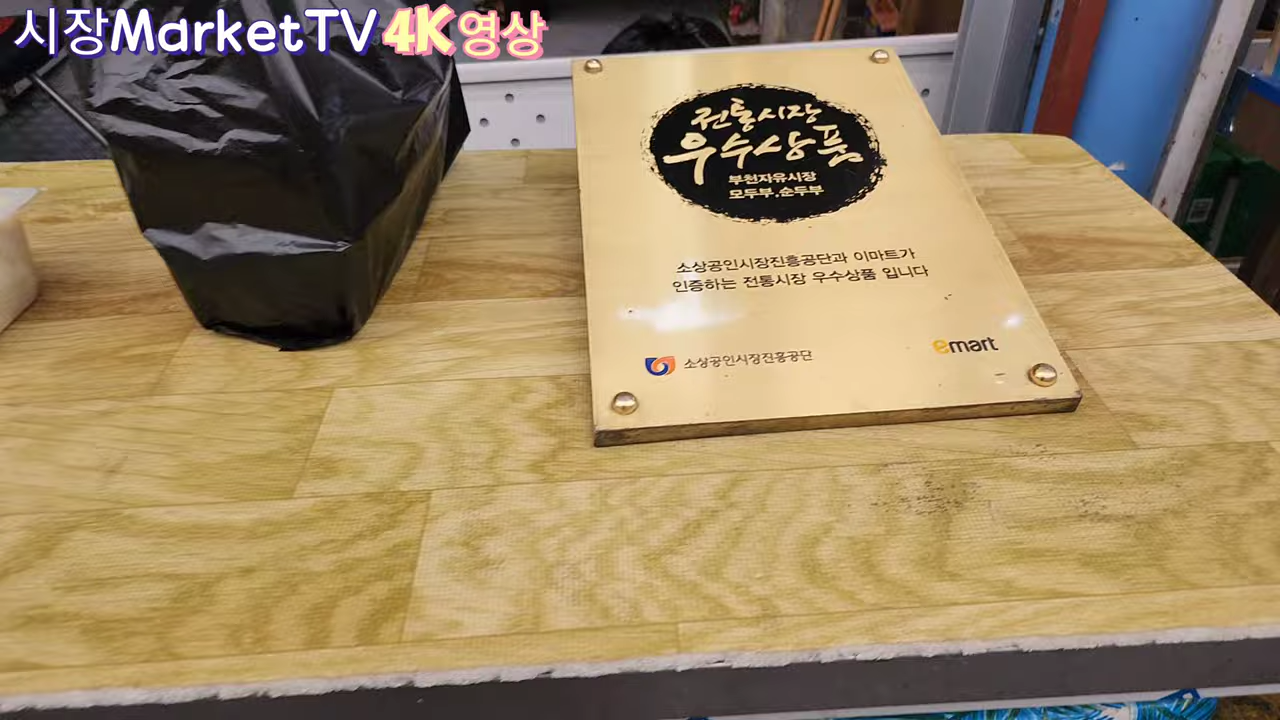 시장MarketTV 4K영상
전통시장
우수상품
부천자유시장
모두부,순두부
소상공인시장진흥공단과 이마트가
인증하는 전통시장 우수상품 입니다
소상공인시장진흥공단
emart